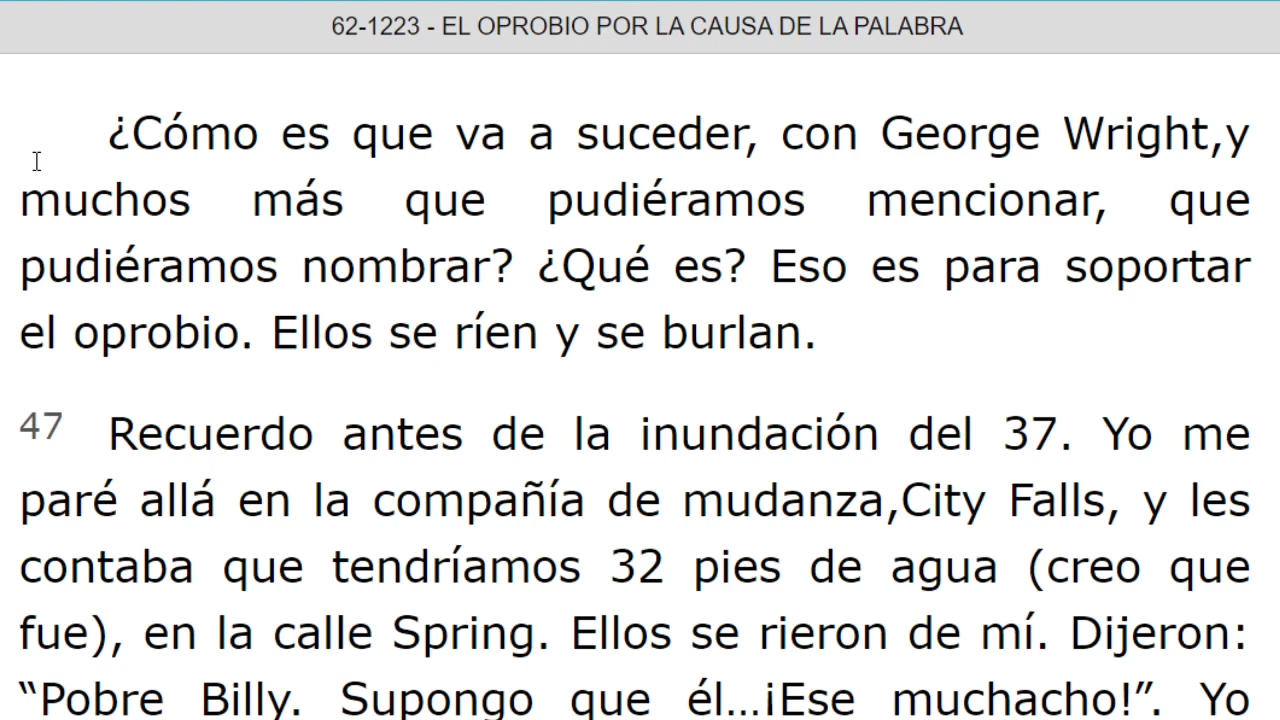 62-1223 - EL OPROBIO POR LA CAUSA DE LA PALABRA
¿Cómo es que va a suceder, con George Wright,y
muchos más que pudiéramos mencionar, que
pudiéramos nombrar? ¿Qué es? Eso es para soportar
el oprobio. Ellos se ríen y se burlan.
47 Recuerdo antes de la inundación del 37. Yo me
paré allá en la compañía de mudanza,City Falls, y les
contaba que tendríamos 32 pies de agua (creo que
fue), en la calle Spring. Ellos se rieron de mí. Dijeron:
“Pobre Billy. Supongo que él...¡Ese muchacho!”. Yo